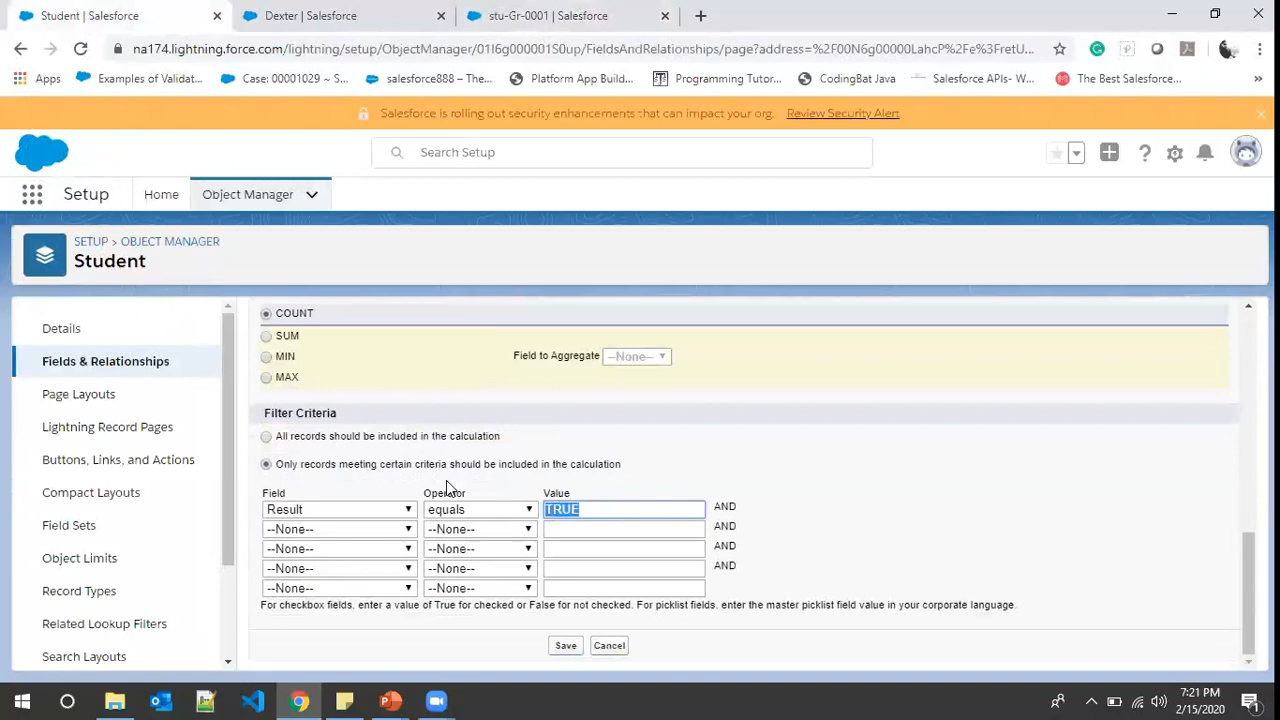 Student | Salesforce
Dexter | Salesforce
stu-Gr-0001 | Salesforce
na174.lightning.force.com/lightning/setup/ObjectManager/01I6g000001S0up/FieldsAndRelationships/page?address=%2F00N6g00000LahcP%2Fe%3FretU...
Apps
Examples of Validat...
Case: 00001029 ~ S...
salesforce888 – The...
Platform App Build...
Programming Tutor...
CodingBat Java
Salesforce APIs- W...
The Best Salesforce...
Salesforce is rolling out security enhancements that can impact your org. Review Security Alert
Search Setup
Setup
Home
Object Manager
SETUP > OBJECT MANAGER
Student
Details
Fields & Relationships
Page Layouts
Lightning Record Pages
Buttons, Links, and Actions
Compact Layouts
Field Sets
Object Limits
Record Types
Related Lookup Filters
Search Layouts
COUNT
SUM
MIN
Field to Aggregate --None--
MAX
Filter Criteria
All records should be included in the calculation
Only records meeting certain criteria should be included in the calculation
Field Operator Value
Result equals TRUE AND
--None-- --None-- AND
--None-- --None-- AND
--None-- --None-- AND
--None-- --None--
For checkbox fields, enter a value of True for checked or False for not checked. For picklist fields, enter the master picklist field value in your corporate language.
Save Cancel
7:21 PM
2/15/2020
1